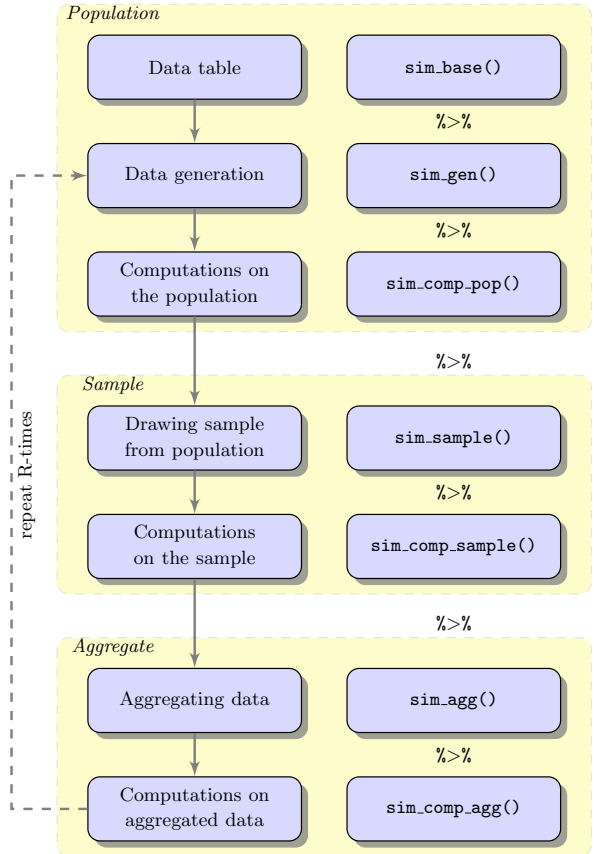 Population
Data table
sim_base()
%>%
Data generation
sim_gen()
%>%
Computations on
the population
sim_comp_pop()
%>%
Sample
Drawing sample
from population
sim_sample()
%>%
Computations
on the sample
sim_comp_sample()
%>%
Aggregate
Aggregating data
sim_agg()
%>%
Computations on
aggregated data
sim_comp_agg()
repeat R-times